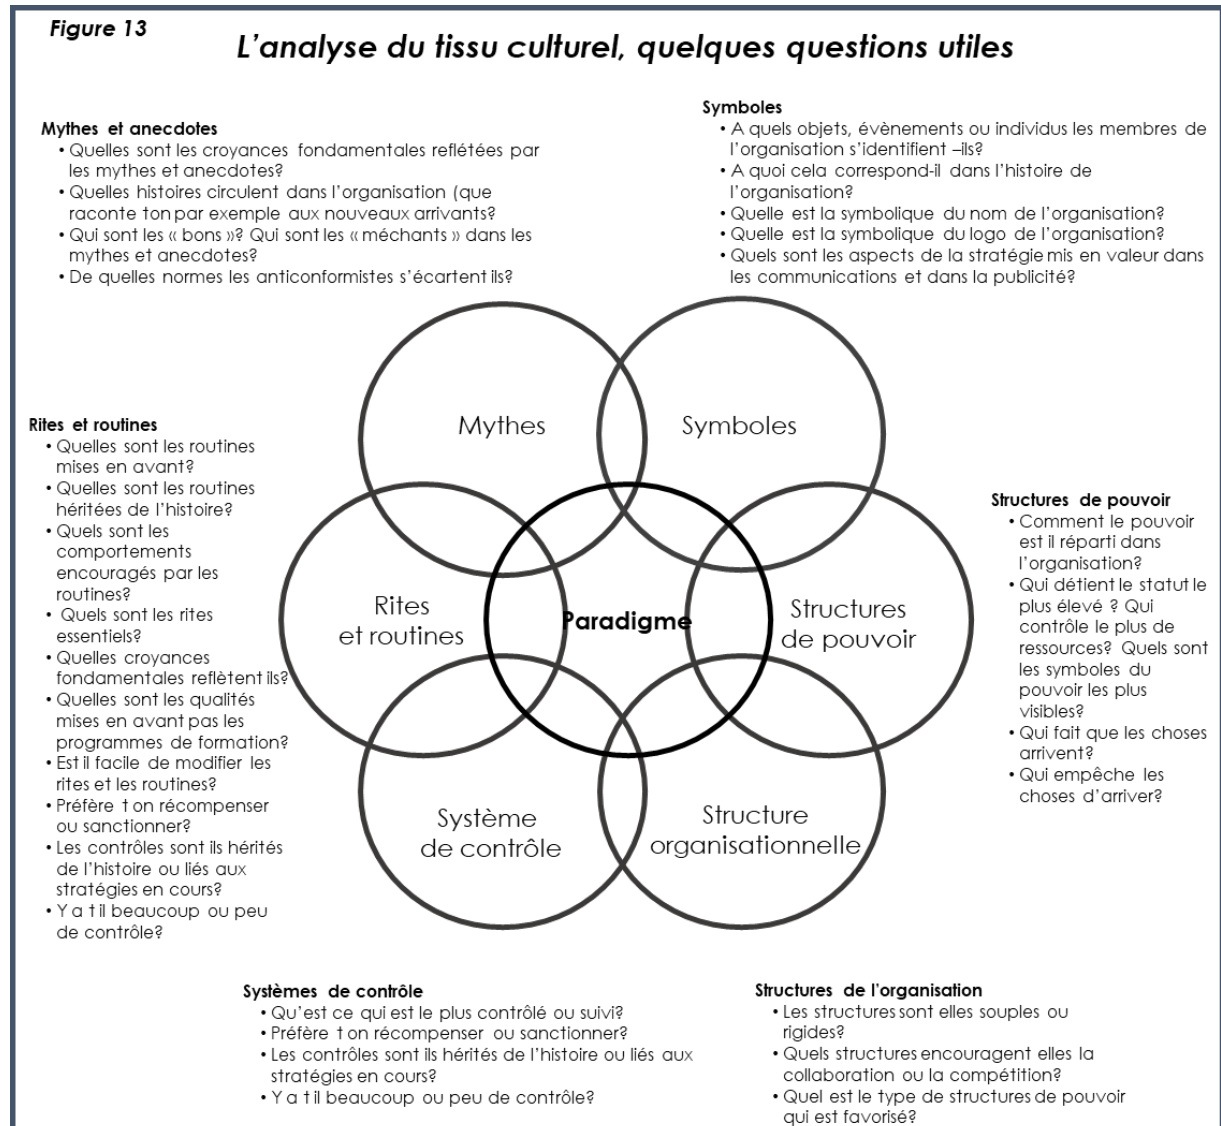 Figure 13
L'analyse du tissu culturel, quelques questions utiles
Mythes et anecdotes
• Quelles sont les croyances fondamentales reflétées par
les mythes et anecdotes?
• Quelles histoires circulent dans l'organisation (que
raconte ton par exemple aux nouveaux arrivants?
• Qui sont les « bons »? Qui sont les « méchants » dans les
mythes et anecdotes?
• De quelles normes les anticonformistes s'écartent ils?
Symboles
• A quels objets, évènements ou individus les membres de
l'organisation s'identifient –ils?
• A quoi cela correspond-il dans l'histoire de
l'organisation?
• Quelle est la symbolique du nom de l'organisation?
• Quelle est la symbolique du logo de l'organisation?
• Quels sont les aspects de la stratégie mis en valeur dans
les communications et dans la publicité?
Rites et routines
• Quelles sont les routines
mises en avant?
• Quelles sont les routines
héritées de l'histoire?
• Quels sont les
comportements
encouragés par les
routines?
• Quels sont les rites
essentiels?
• Quelles croyances
fondamentales reflètent ils?
• Quelles sont les qualités
mises en avant pas les
programmes de formation?
• Est il facile de modifier les
rites et les routines?
• Préfère t on récompenser
ou sanctionner?
• Les contrôles sont ils hérités
de l'histoire ou liés aux
stratégies en cours?
• Y a t il beaucoup ou peu
de contrôle?
Mythes
Symboles
Rites
et routines
Paradigme
Structures
de pouvoir
Système
de contrôle
Structure
organisationnelle
Structures de pouvoir
• Comment le pouvoir
est il réparti dans
l'organisation?
• Qui détient le statut le
plus élevé ? Qui
contrôle le plus de
ressources? Quels sont
les symboles du
pouvoir les plus
visibles?
• Qui fait que les choses
arrivent?
• Qui empêche les
choses d'arriver?
Systèmes de contrôle
• Qu'est ce qui est le plus contrôlé ou suivi?
• Préfère t on récompenser ou sanctionner?
• Les contrôles sont ils hérités de l'histoire ou liés aux
stratégies en cours?
• Y a t il beaucoup ou peu de contrôle?
Structures de l'organisation
• Les structures sont elles souples ou
rigides?
• Quels structures encouragent elles la
collaboration ou la compétition?
• Quel est le type de structures de pouvoir
qui est favorisé?